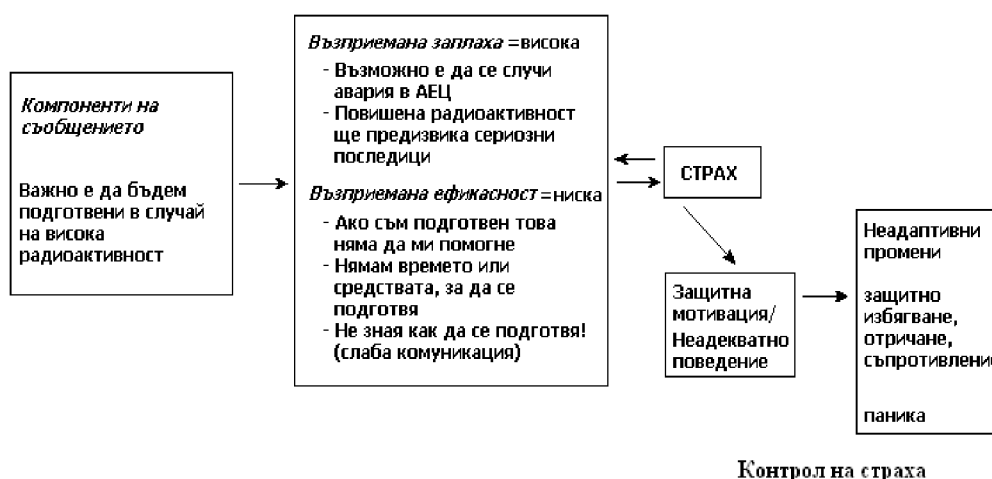 Компоненти на
съобщението
Важно е да бъдем
подготвени в случай
на висока
радиоактивност
Възприемана заплаха =висока
- Възможно е да се случи
авария в АЕЦ
- Повишена радиоактивност
ще предизвика сериозни
последици
Възприемана ефикасност =ниска
- Ако съм подготвен това
няма да ми помогне
- Нямам времето или
средствата, за да се
подготвя
- Не зная как да се подготвя!
(слаба комуникация)
СТРАХ
Защитна
мотивация/
Неадекватно
поведение
Неадаптивни
промени
защитно
избягване,
отричане,
съпротивление
паника
Контрол на страха